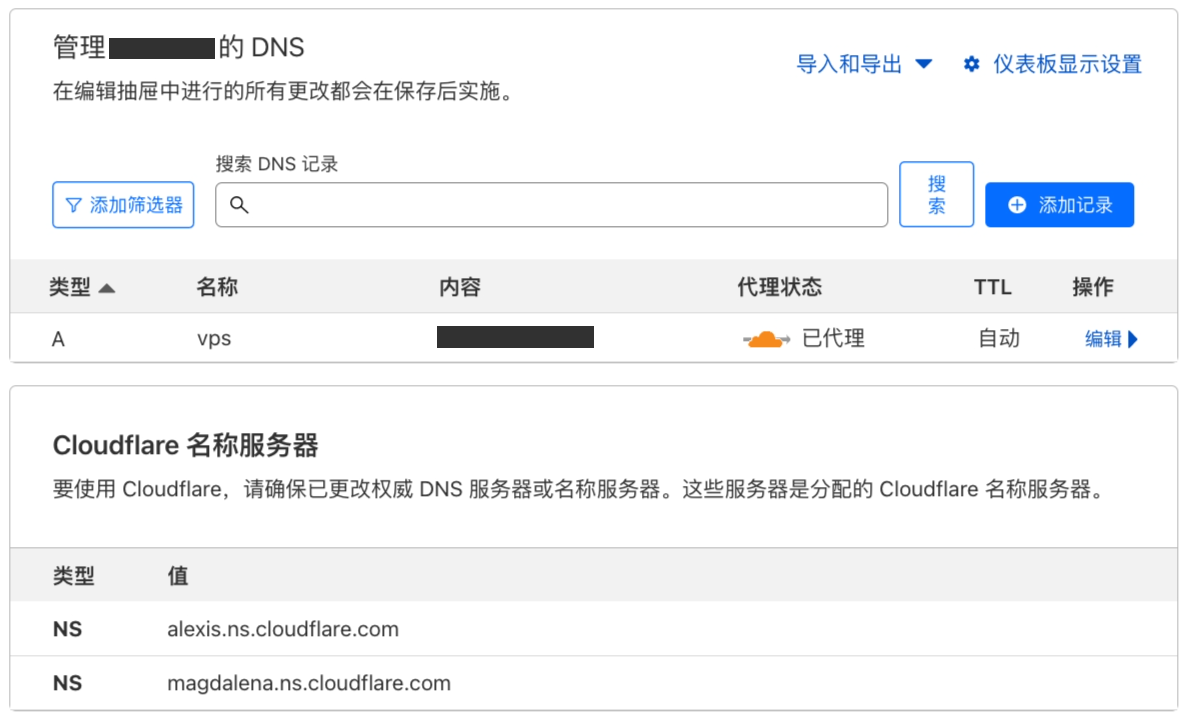 管理 的 DNS
导入和导出
仪表板显示设置
在编辑抽屉中进行的所有更改都会在保存后实施。
搜索 DNS 记录
添加筛选器
搜
索
添加记录
类型 名称 内容 代理状态 TTL 操作
A vps 已代理 自动 编辑
Cloudflare 名称服务器
要使用 Cloudflare，请确保已更改权威 DNS 服务器或名称服务器。这些服务器是分配的 Cloudflare 名称服务器。
类型 值
NS alexis.ns.cloudflare.com
NS magdalena.ns.cloudflare.com